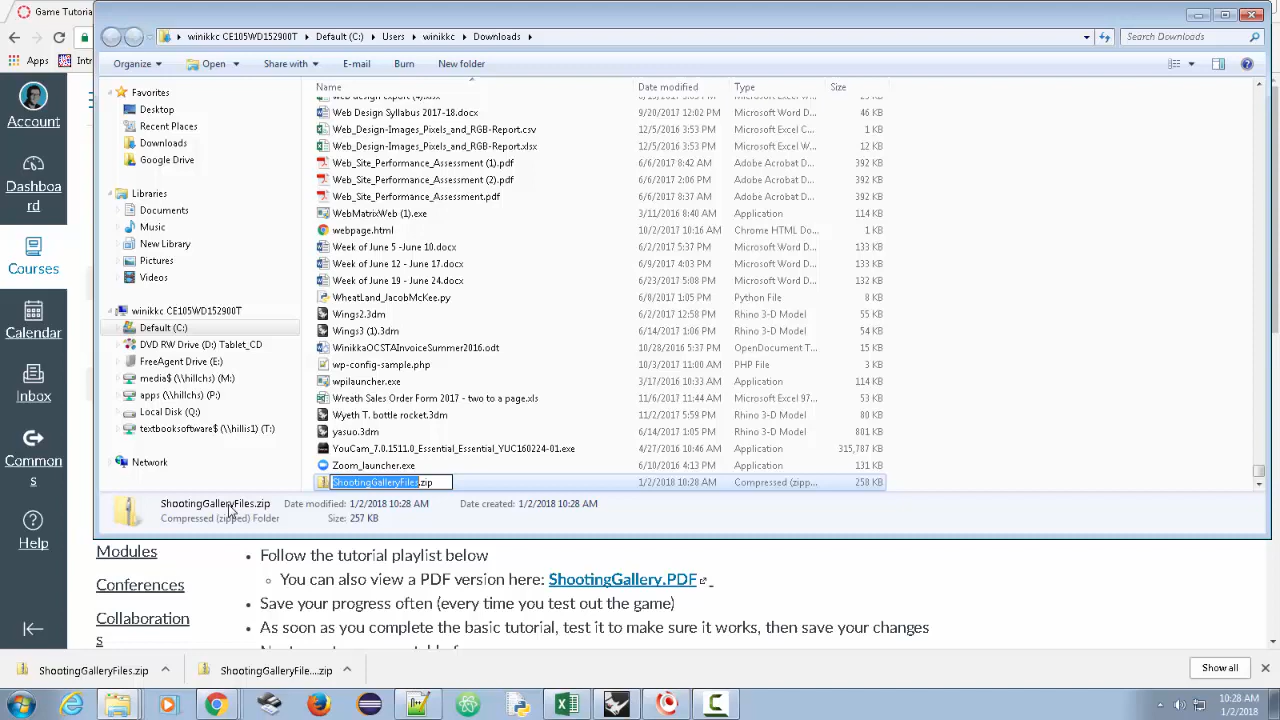 Game Tutoria
winikkc CE105WD152900T ▸ Default (C:) ▸ Users ▸ winikkc ▸ Downloads ▸
Search Downloads
Apps
Organize Open Share with E-mail Burn New folder
Name Date modified Type Size
Web Design Syllabus 2017-18.docx 9/20/2017 12:02 PM Microsoft Word D... 46 KB
Web_Design-Images_Pixels_and_RGB-Report.csv 12/5/2016 3:53 PM Microsoft Excel C... 1 KB
Web_Design-Images_Pixels_and_RGB-Report.xlsx 12/5/2016 3:53 PM Microsoft Excel W... 12 KB
Web_Site_Performance_Assessment (1).pdf 6/6/2017 8:42 AM Adobe Acrobat D... 392 KB
Web_Site_Performance_Assessment (2).pdf 6/6/2017 2:06 PM Adobe Acrobat D... 392 KB
Web_Site_Performance_Assessment.pdf 6/6/2017 8:37 AM Adobe Acrobat D... 392 KB
WebMatrixWeb (1).exe 3/11/2016 8:40 AM Application 114 KB
webpage.html 10/2/2017 10:16 AM Chrome HTML Do... 1 KB
Week of June 5 -June 10.docx 6/2/2017 5:37 PM Microsoft Word D... 133 KB
Week of June 12 - June 17.docx 6/9/2017 4:03 PM Microsoft Word D... 133 KB
Week of June 19 - June 24.docx 6/23/2017 5:08 PM Microsoft Word D... 132 KB
WheatLand_JacobMcKee.py 6/8/2017 1:05 PM Python File 8 KB
Wings2.3dm 6/2/2017 12:58 PM Rhino 3-D Model 55 KB
Wings3 (1).3dm 6/14/2017 1:06 PM Rhino 3-D Model 54 KB
WinikkaOCSTAInvoiceSummer2016.odt 10/28/2016 5:37 PM OpenDocument T... 15 KB
wp-config-sample.php 10/3/2017 11:00 AM PHP File 3 KB
wpilauncher.exe 3/17/2016 10:33 AM Application 114 KB
Wreath Sales Order Form 2017 - two to a page.xls 11/6/2017 11:44 AM Microsoft Excel 97... 53 KB
Wyeth T. bottle rocket.3dm 11/2/2017 5:59 PM Rhino 3-D Model 80 KB
yasuo.3dm 6/14/2017 1:05 PM Rhino 3-D Model 801 KB
YouCam_7.0.1511.0_Essential_Essential_YUC160224-01.exe 4/27/2016 10:46 AM Application 315,787 KB
Zoom_launcher.exe 6/10/2016 4:13 PM Application 113 KB
ShootingGalleryFiles.zip 1/2/2018 10:28 AM Compressed (zipp... 258 KB
Favorites
Desktop
Recent Places
Downloads
Google Drive
Libraries
Documents
Music
New Library
Pictures
Videos
winikkc CE105WD152900T
Default (C:)
DVD RW Drive (D:) Tablet_CD
FreeAgent Drive (E:)
media$ (\\hillchs) (M:)
apps (\\hillchs) (P:)
Local Disk (Q:)
textbooksoftware$ (\\hillis1) (T:)
Network
ShootingGalleryFiles.zip Date modified: 1/2/2018 10:28 AM Date created: 1/2/2018 10:28 AM
Compressed (zipped) Folder Size: 257 KB
Account
Dashboa
rd
Courses
Calendar
Inbox
Common
s
Help
Modules
Conferences
Collaboration
s
• Follow the tutorial playlist below
◦ You can also view a PDF version here: ShootingGallery.PDF
• Save your progress often (every time you test out the game)
• As soon as you complete the basic tutorial, test it to make sure it works, then save your changes
ShootingGalleryFiles.zip ShootingGalleryFile....zip Show all
10:28 AM
1/2/2018